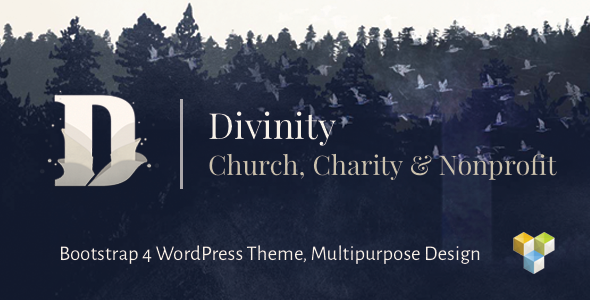 D
Divinity
Church, Charity & Nonprofit
Bootstrap 4 WordPress Theme, Multipurpose Design